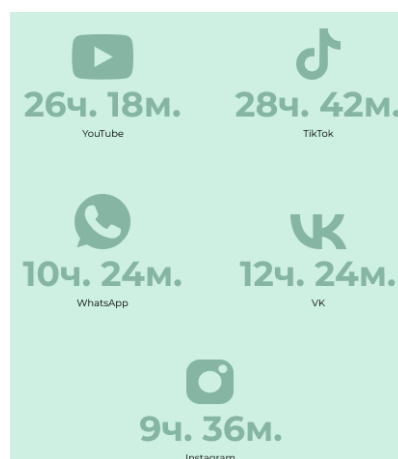 26ч. 18м.
YouTube
28ч. 42м.
TikTok
10ч. 24м.
WhatsApp
12ч. 24м.
VK
9ч. 36м.
Instagram